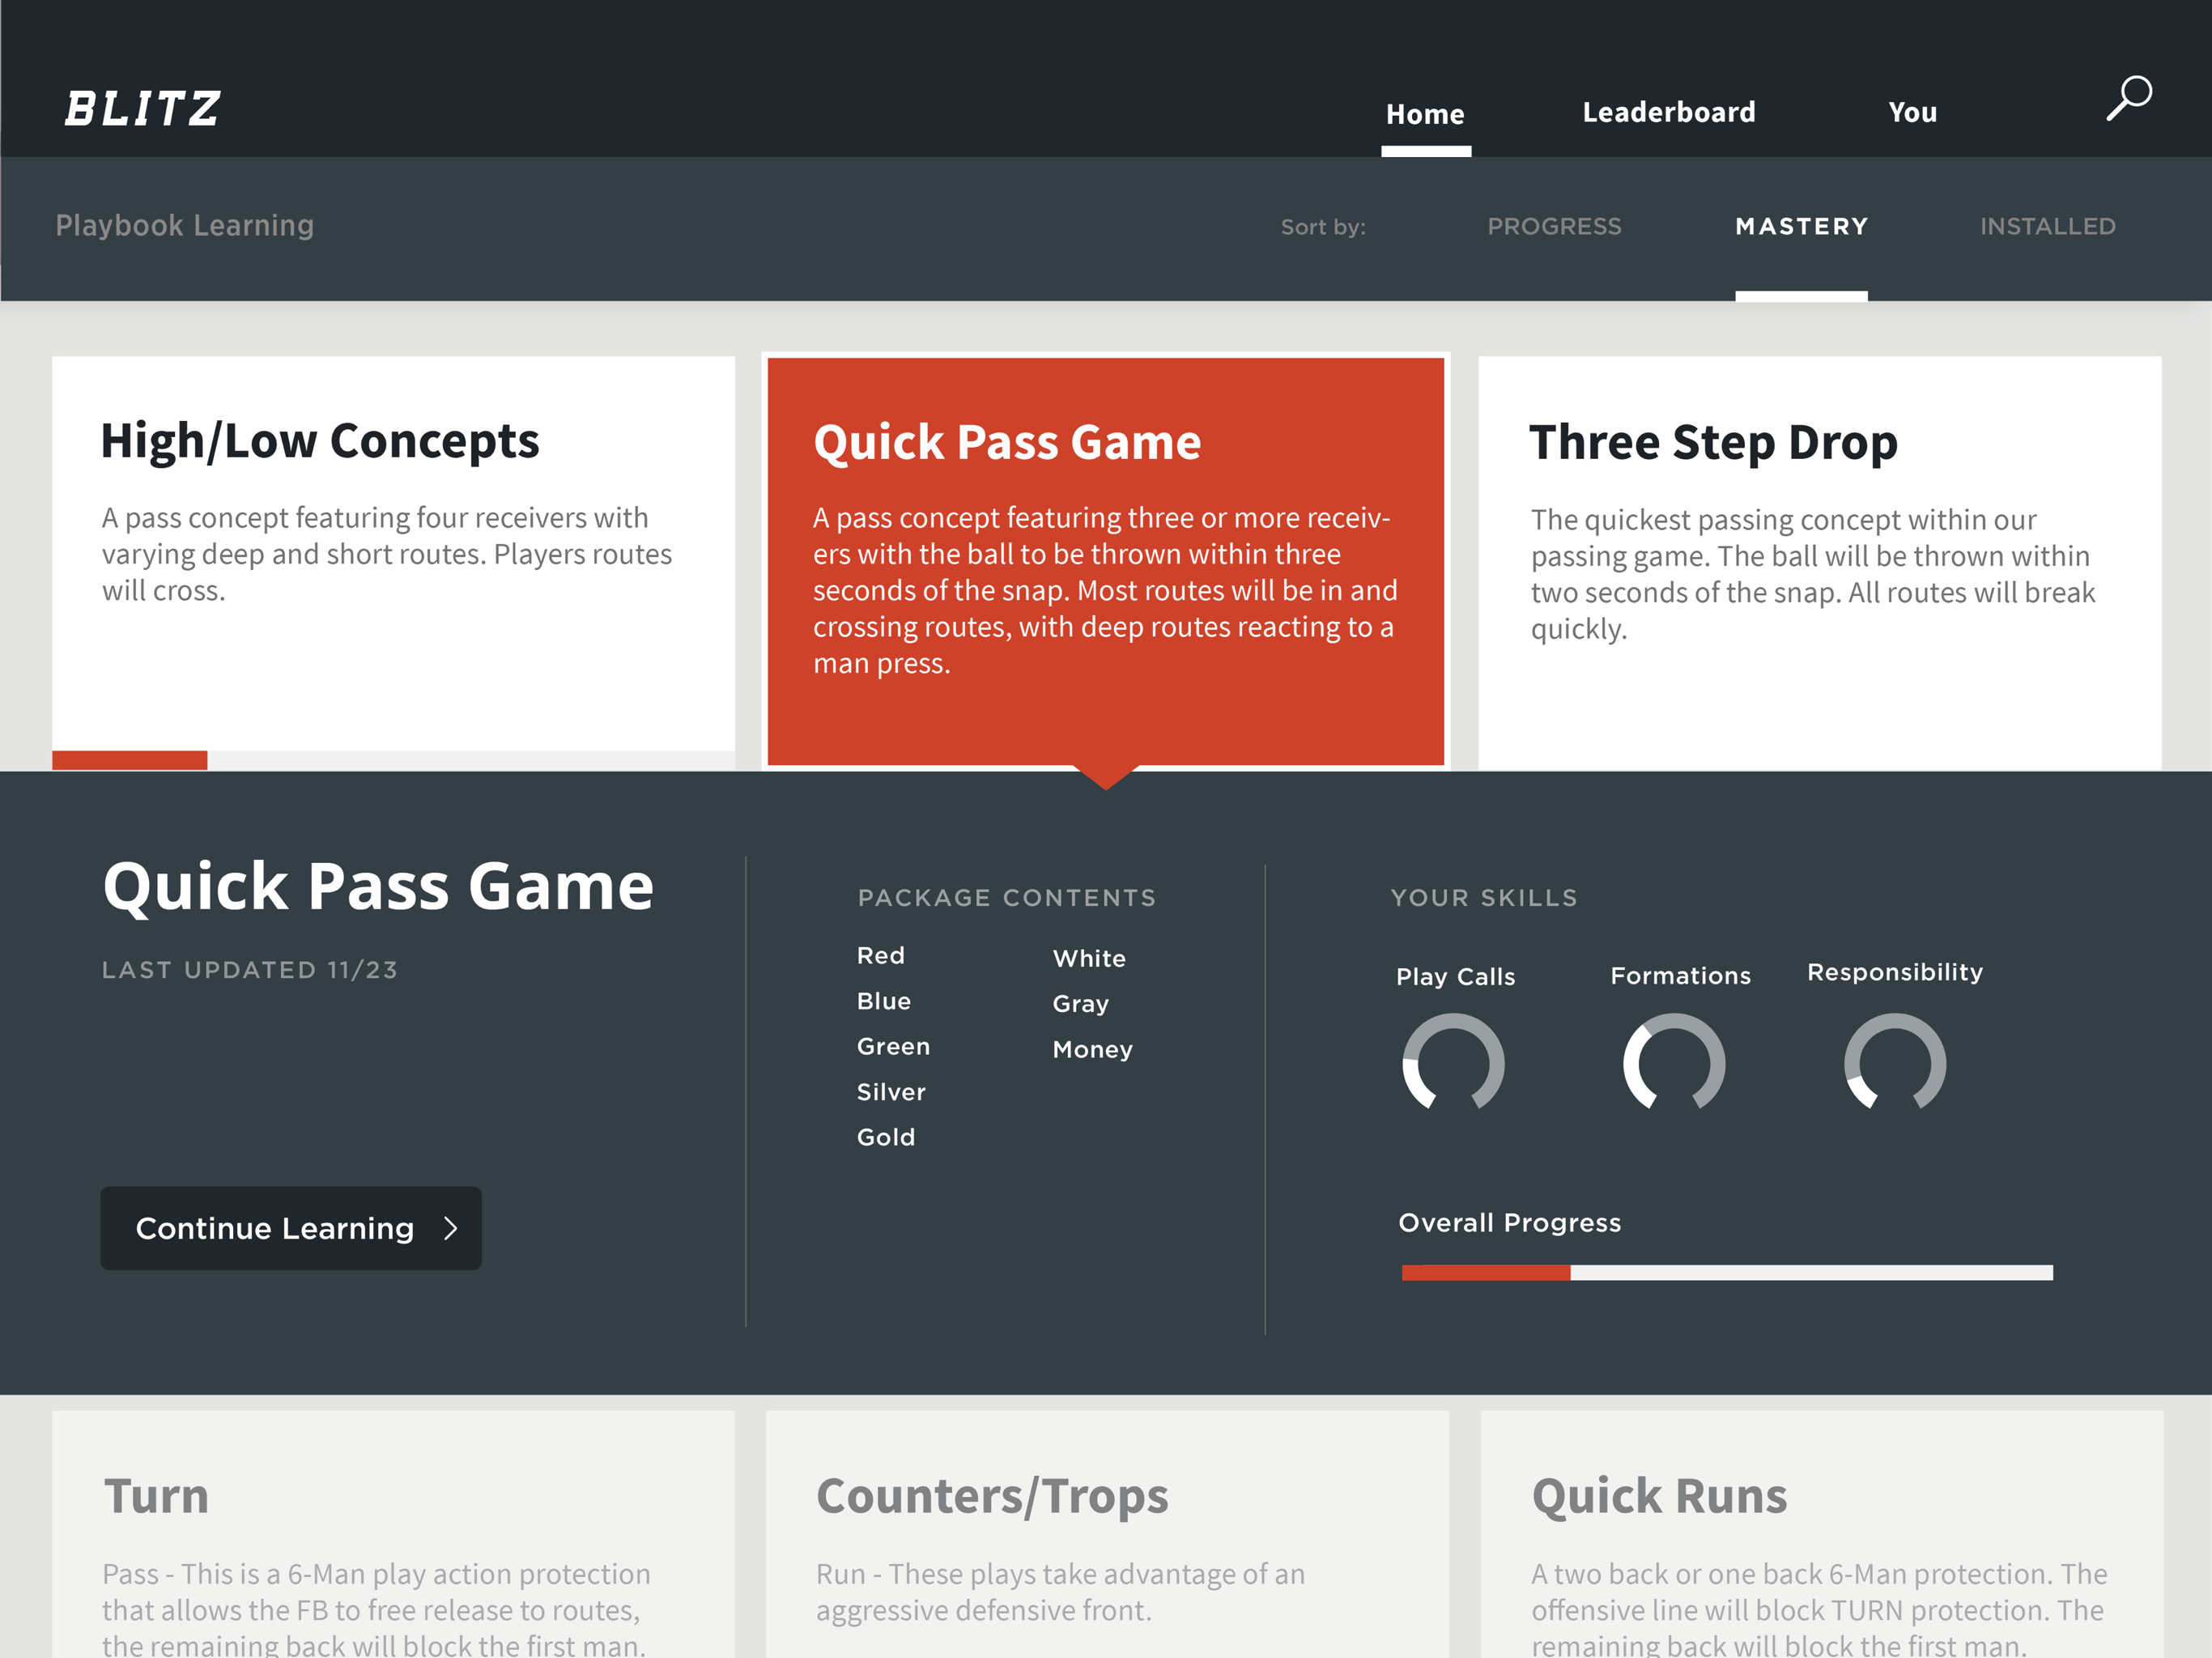 BLITZ
Home
Leaderboard
You
Playbook Learning
Sort by:
PROGRESS
MASTERY
INSTALLED
High/Low Concepts
A pass concept featuring four receivers with
varying deep and short routes. Players routes
will cross.
Quick Pass Game
A pass concept featuring three or more receiv-
ers with the ball to be thrown within three
seconds of the snap. Most routes will be in and
crossing routes, with deep routes reacting to a
man press.
Three Step Drop
The quickest passing concept within our
passing game. The ball will be thrown within
two seconds of the snap. All routes will break
quickly.
Quick Pass Game
LAST UPDATED 11/23
Continue Learning
PACKAGE CONTENTS
Red
Blue
Green
Silver
Gold
White
Gray
Money
YOUR SKILLS
Play Calls
Formations
Responsibility
Overall Progress
Turn
Pass - This is a 6-Man play action protection
that allows the FB to free release to routes,
the remaining back will block the first man.
Counters/Trops
Run - These plays take advantage of an
aggressive defensive front.
Quick Runs
A two back or one back 6-Man protection. The
offensive line will block TURN protection. The
remaining back will block the first man.